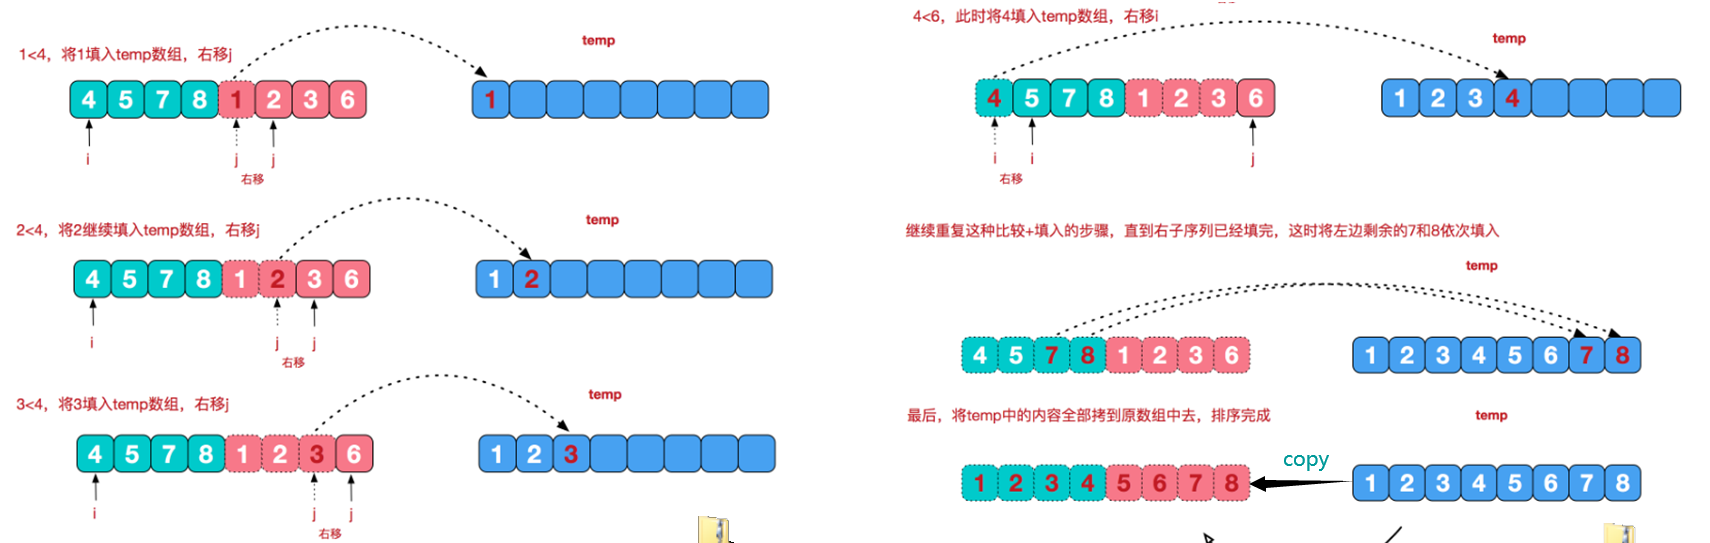 1<4，将1填入temp数组，右移j
temp
4 5 7 8 1 2 3 6
1
i j j
右移
2<4，将2继续填入temp数组，右移j
temp
4 5 7 8 1 2 3 6
1 2
i j j
右移
3<4，将3填入temp数组，右移j
temp
4 5 7 8 1 2 3 6
1 2 3
i j j
右移
4<6，此时将4填入temp数组，右移i
temp
4 5 7 8 1 2 3 6
1 2 3 4
i i j
右移
继续重复这种比较+填入的步骤，直到右子序列已经填完，这时将左边剩余的7和8依次填入
temp
4 5 7 8 1 2 3 6
1 2 3 4 5 6 7 8
最后，将temp中的内容全部拷到原数组中去，排序完成
temp
copy
1 2 3 4 5 6 7 8
1 2 3 4 5 6 7 8